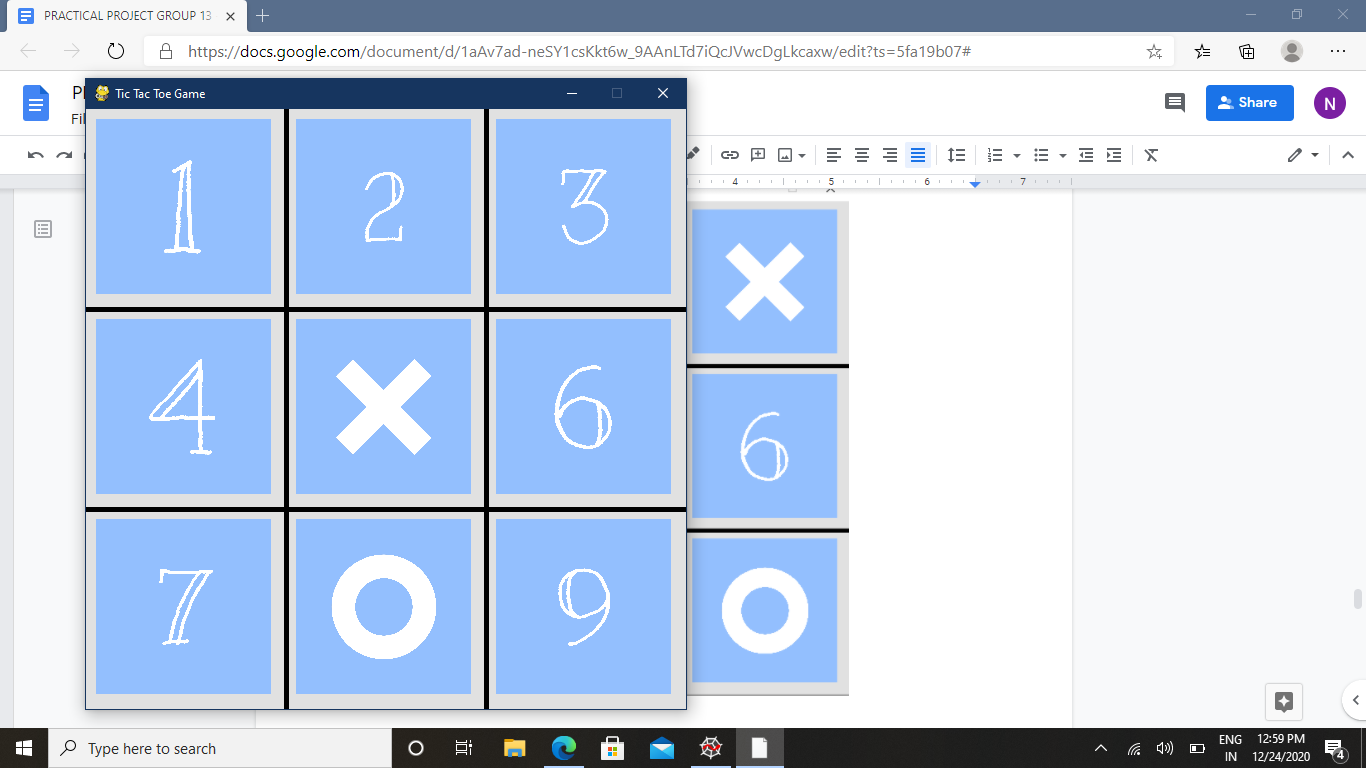 PRACTICAL PROJECT GROUP 13
https://docs.google.com/document/d/1aAv7ad-neSY1csKkt6w_9AAnLTd7iQcJVwcDgLkcaxw/edit?ts=5fa19b07#
Tic Tac Toe Game
Share
N
4 5 6 7
1 2 3
4 X 6
7 O 9
X
6
O
Type here to search
ENG
IN
12:59 PM
12/24/2020
4